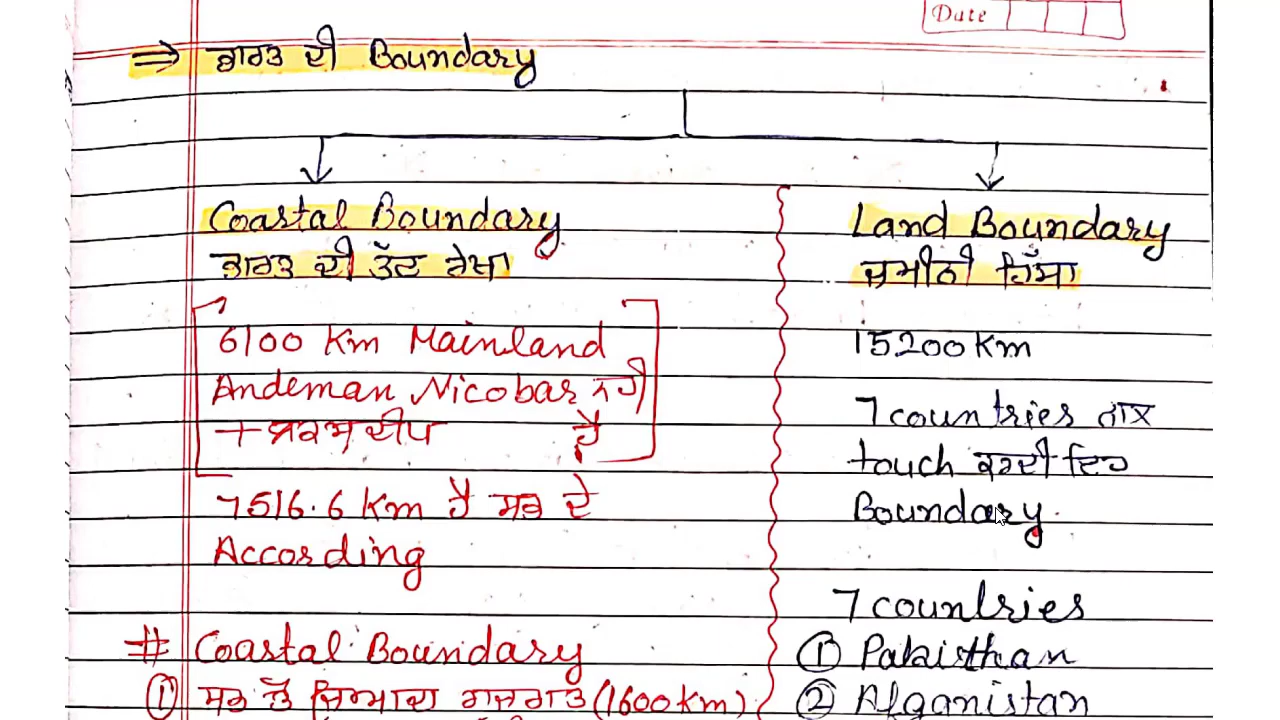 Date
⇒ ਭਾਰਤ ਦੀ Boundary
Coastal Boundary
ਭਾਰਤ ਦੀ ਤੱਟ ਰੇਖਾ
6100 Km Mainland
Andeman Nicobar ਨਹੀ
+ ਲਕਸ਼ਦੀਪ ਹੈ
7516.6 Km ਹੈ ਸਭ ਦੇ
According
# Coastal Boundary
① ਸਭ ਤੋਂ ਜਿਆਦਾ ਗੁਜਰਾਤ (1600 Km)
Land Boundary
ਜ਼ਮੀਨੀ ਹਿੱਸਾ
15200 Km
7 countries ਨਾਲ
touch ਕਰਦੀ ਇਹ
Boundary.
7 countries
① Pakisthan
② Afganistan